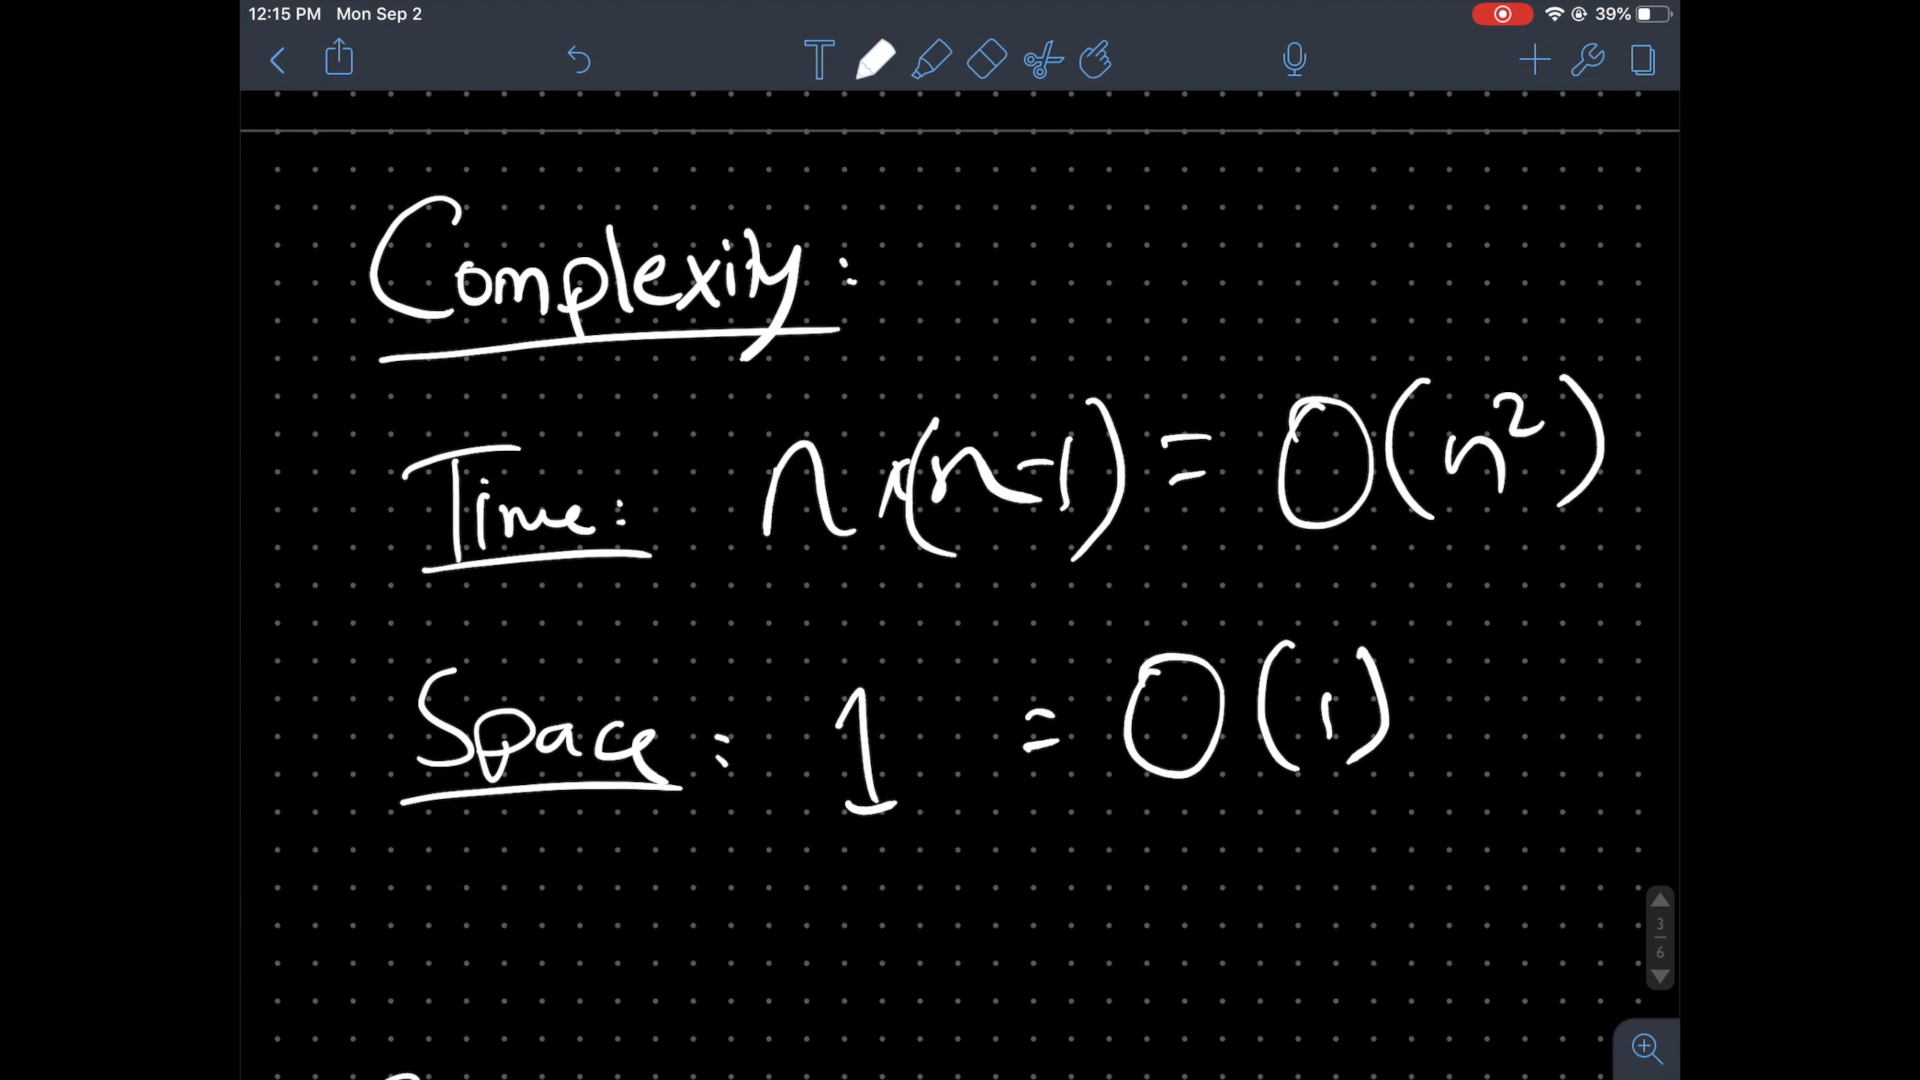 12:15 PM Mon Sep 2 39%
T
Complexity:
Time: n (n-1) = O(n²)
Space: 1 = O(1)
3
6